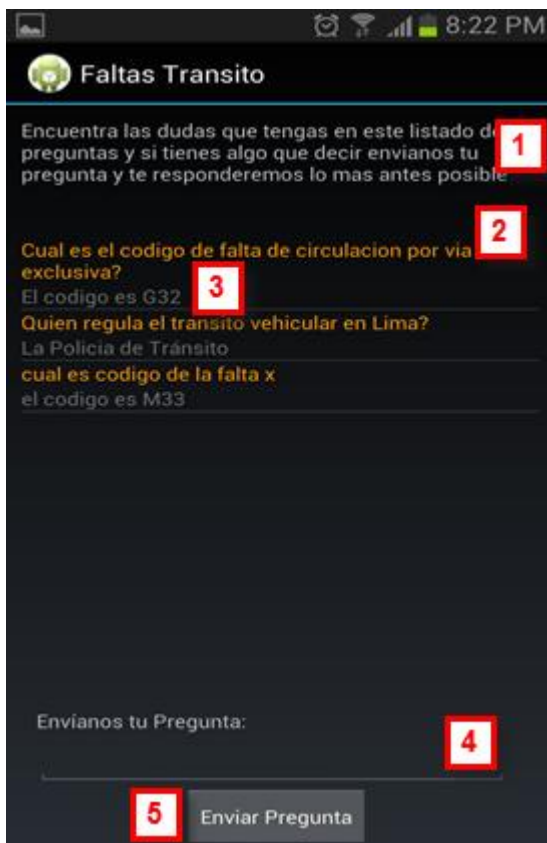 8:22 PM
Faltas Transito
Encuentra las dudas que tengas en este listado de
1
preguntas y si tienes algo que decir envianos tu
pregunta y te responderemos lo mas antes posible
2
Cual es el codigo de falta de circulacion por via
exclusiva?
El codigo es G32
3
Quien regula el transito vehicular en Lima?
La Policia de Tránsito
cual es codigo de la falta x
el codigo es M33
Envíanos tu Pregunta:
4
5
Enviar Pregunta